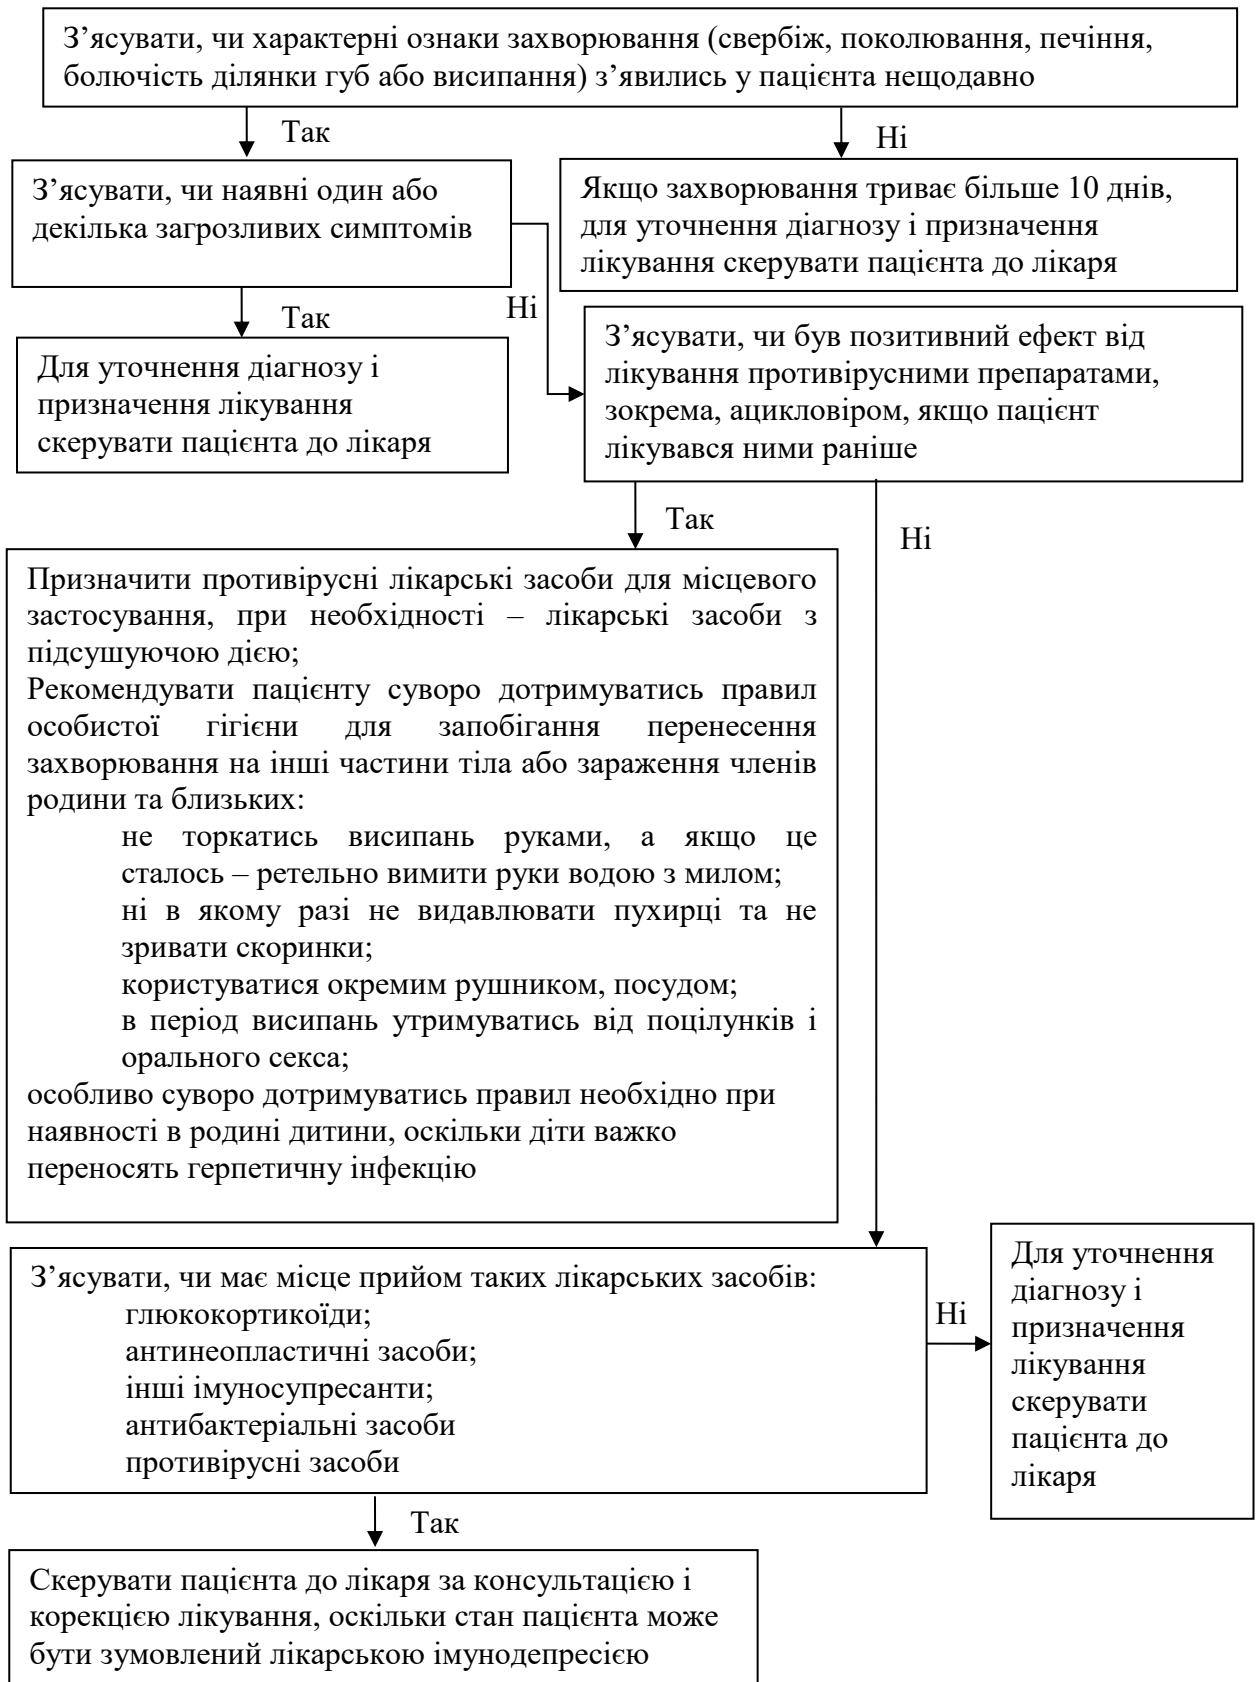 З’ясувати, чи характерні ознаки захворювання (свербіж, поколювання, печіння,
болючість ділянки губ або висипання) з’явились у пацієнта нещодавно
Так
Ні
З’ясувати, чи наявні один або
декілька загрозливих симптомів
Якщо захворювання триває більше 10 днів,
для уточнення діагнозу і призначення
лікування скерувати пацієнта до лікаря
Так
Ні
Для уточнення діагнозу і
призначення лікування
скерувати пацієнта до лікаря
З’ясувати, чи був позитивний ефект від
лікування противірусними препаратами,
зокрема, ацикловіром, якщо пацієнт
лікувався ними раніше
Так
Ні
Призначити противірусні лікарські засоби для місцевого
застосування, при необхідності – лікарські засоби з
підсушуючою дією;
Рекомендувати пацієнту суворо дотримуватись правил
особистої гігієни для запобігання перенесення
захворювання на інші частини тіла або зараження членів
родини та близьких:
не торкатись висипань руками, а якщо це
сталось – ретельно вимити руки водою з милом;
ні в якому разі не видавлювати пухирці та не
зривати скоринки;
користуватися окремим рушником, посудом;
в період висипань утримуватись від поцілунків і
орального секса;
особливо суворо дотримуватись правил необхідно при
наявності в родині дитини, оскільки діти важко
переносять герпетичну інфекцію
З’ясувати, чи має місце прийом таких лікарських засобів:
глюкокортикоїди;
антинеопластичні засоби;
інші імуносупресанти;
антибактеріальні засоби
противірусні засоби
Ні
Для уточнення
діагнозу і
призначення
лікування
скерувати
пацієнта до
лікаря
Так
Скерувати пацієнта до лікаря за консультацією і
корекцією лікування, оскільки стан пацієнта може
бути зумовлений лікарською імунодепресією